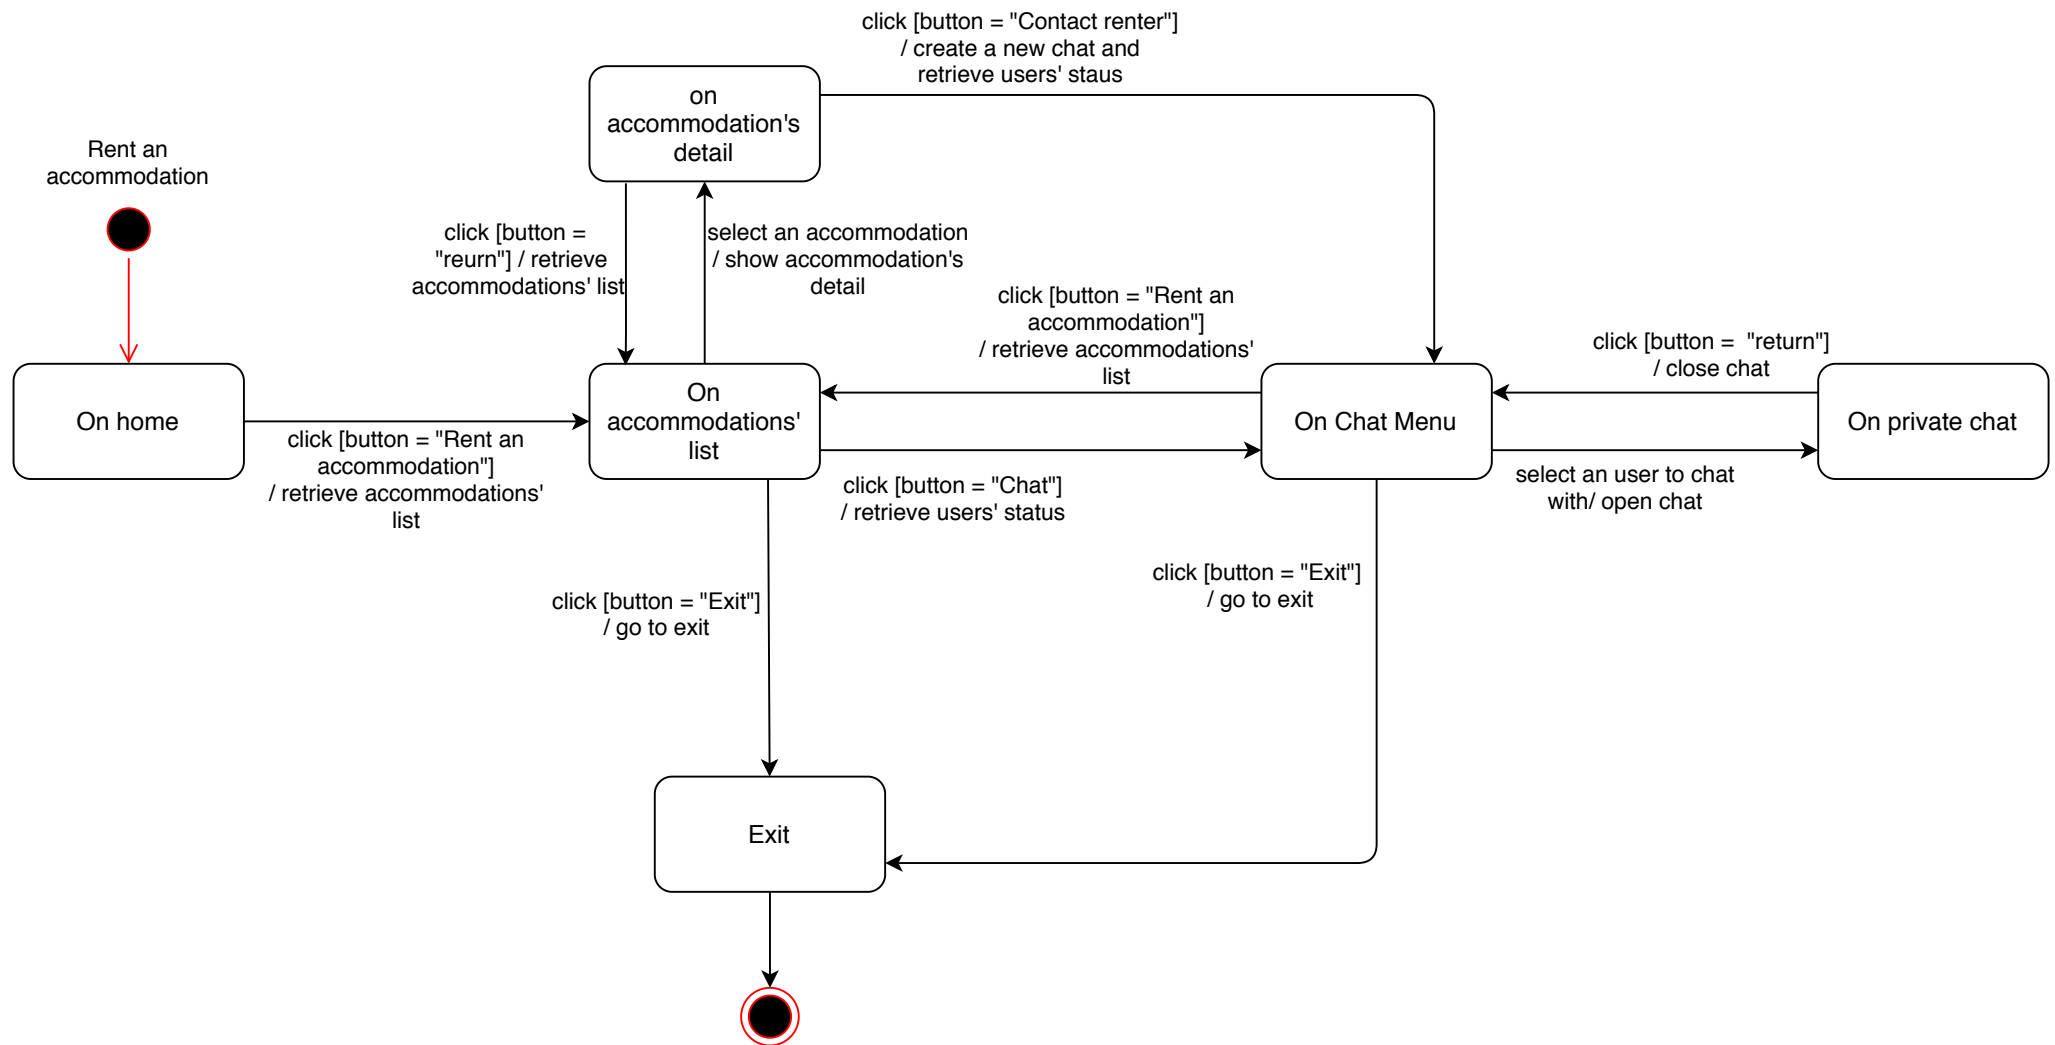 click [button = "Contact renter"]
/ create a new chat and
retrieve users' staus
on
accommodation's
detail
Rent an
accommodation
click [button =
"reurn"] / retrieve
accommodations' list
select an accommodation
/ show accommodation's
detail
click [button = "Rent an
accommodation"]
/ retrieve accommodations'
list
click [button =  "return"]
/ close chat
On home
On
accommodations'
list
On Chat Menu
On private chat
click [button = "Rent an
accommodation"]
/ retrieve accommodations'
list
click [button = "Chat"]
/ retrieve users' status
select an user to chat
with/ open chat
click [button = "Exit"]
/ go to exit
click [button = "Exit"]
/ go to exit
Exit